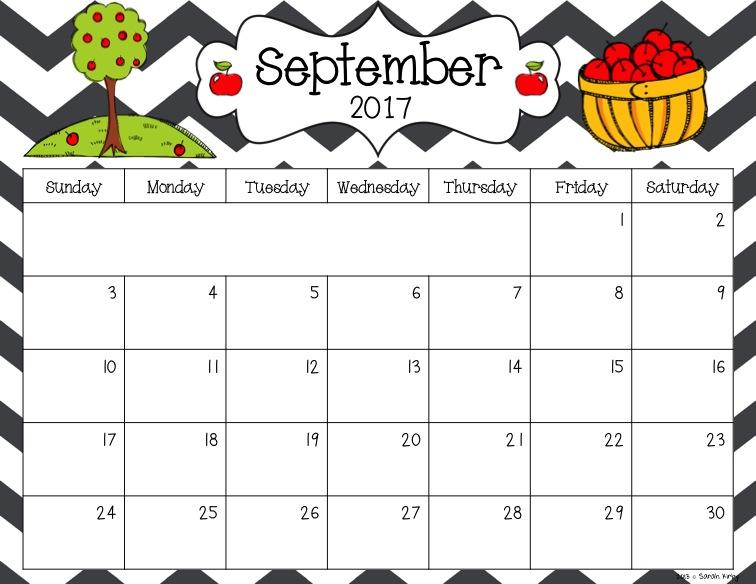 September
2017
Sunday Monday Tuesday Wednesday Thursday Friday Saturday
1 2
3 4 5 6 7 8 9
10 11 12 13 14 15 16
17 18 19 20 21 22 23
24 25 26 27 28 29 30
© Sarah